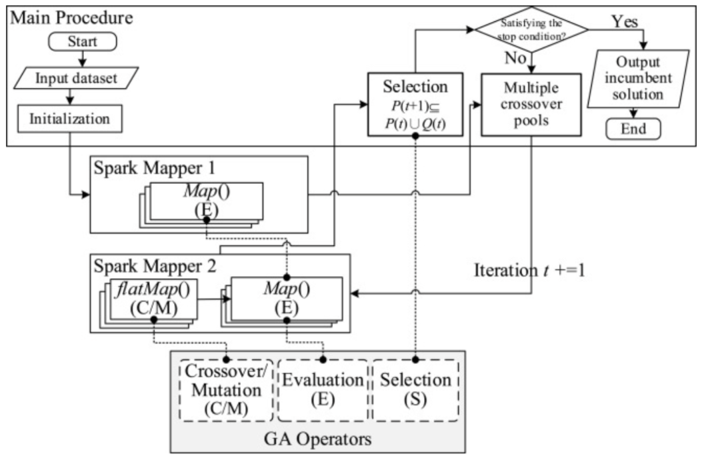 Main Procedure
Start
Input dataset
Initialization
Selection
P(t+1)⊆
P(t)∪Q(t)
Satisfying the
stop condition?
Yes
No
Multiple
crossover
pools
Output
incumbent
solution
End
Spark Mapper 1
Map()
(E)
Spark Mapper 2
flatMap()
(C/M)
Map()
(E)
Iteration t +=1
Crossover/
Mutation
(C/M)
Evaluation
(E)
Selection
(S)
GA Operators